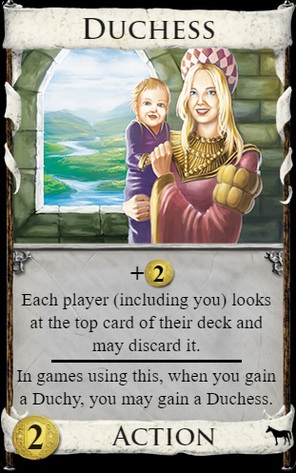 DUCHESS
+2
Each player (including you) looks
at the top card of their deck and
may discard it.
In games using this, when you gain
a Duchy, you may gain a Duchess.
2 ACTION